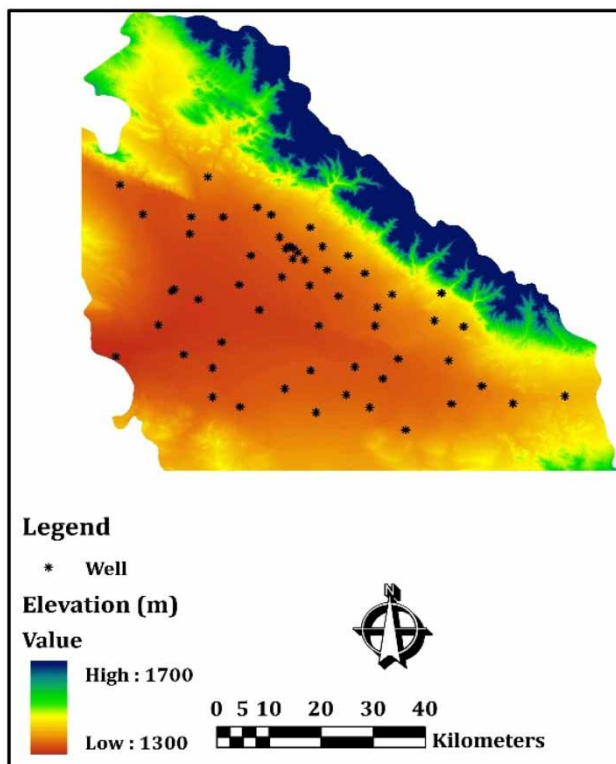 Legend
* Well
Elevation (m)
Value
High : 1700
Low : 1300
N
0 5 10 20 30 40
Kilometers